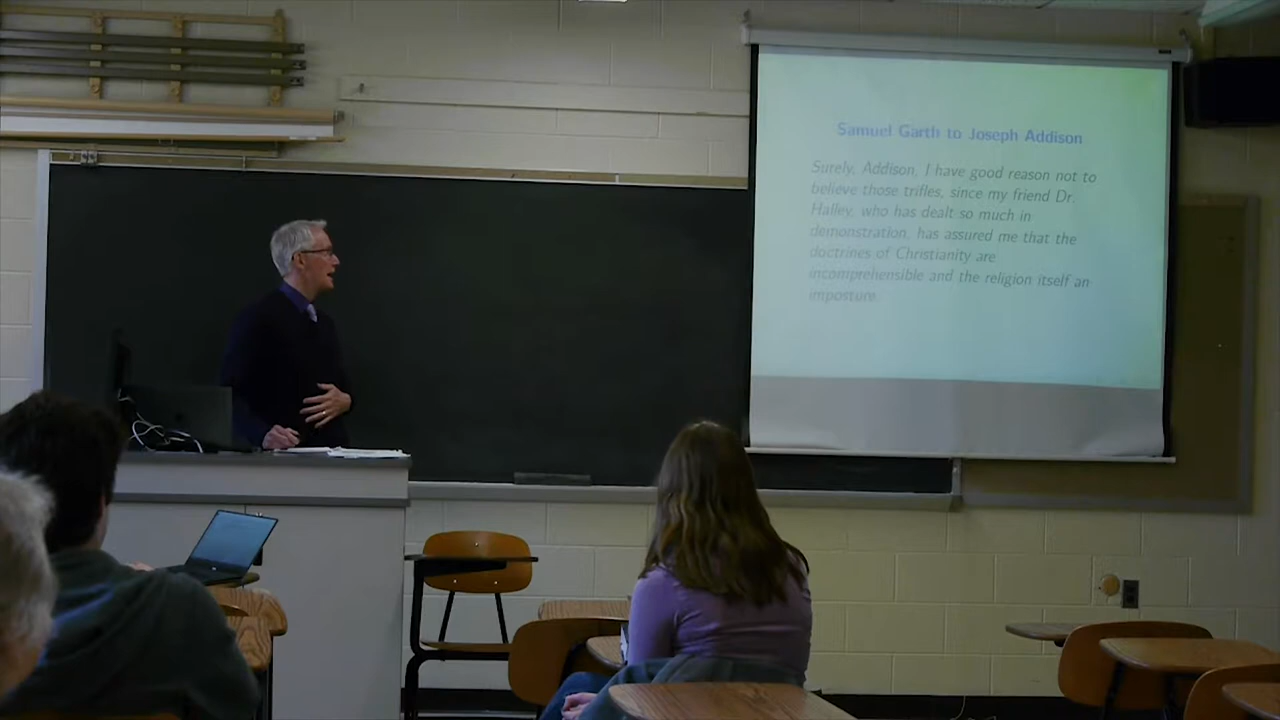 Samuel Garth to Joseph Addison
Surely, Addison, I have good reason not to
believe those trifles, since my friend Dr.
Halley, who has dealt so much in
demonstration, has assured me that the
doctrines of Christianity are
incomprehensible and the religion itself an
imposture.